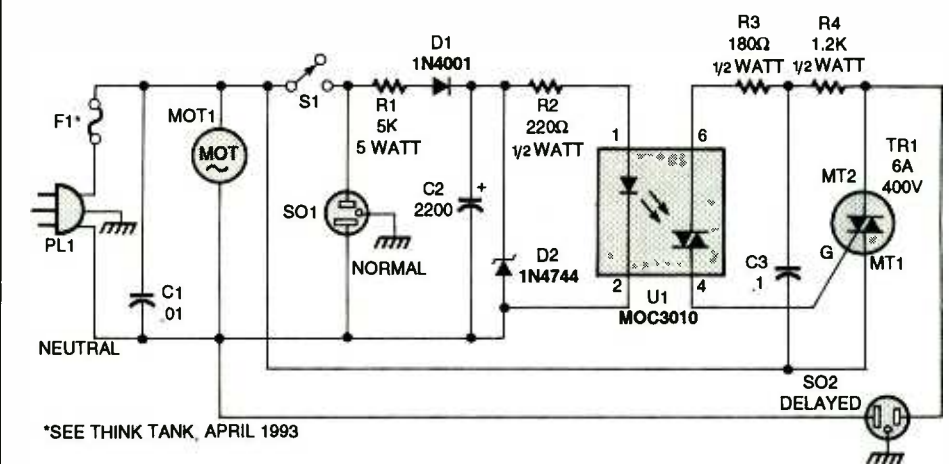 F1*
PL1
NEUTRAL
C1
.01
MOT1
MOT
S1
SO1
NORMAL
R1
5K
5 WATT
D1
1N4001
C2
2200
+
R2
220Ω
1/2 WATT
D2
1N4744
1
6
2
4
U1
MOC3010
R3
180Ω
1/2 WATT
R4
1.2K
1/2 WATT
C3
.1
TR1
6A
400V
MT2
G
MT1
SO2
DELAYED
*SEE THINK TANK, APRIL 1993